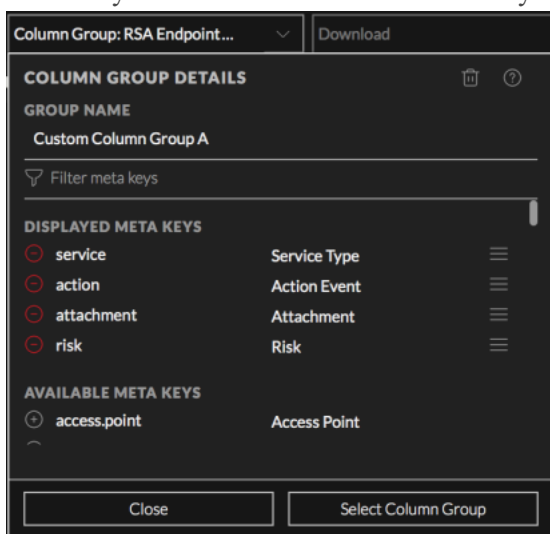 Column Group: RSA Endpoint... Download
COLUMN GROUP DETAILS
GROUP NAME
Custom Column Group A
Filter meta keys
DISPLAYED META KEYS
service Service Type
action Action Event
attachment Attachment
risk Risk
AVAILABLE META KEYS
access.point Access Point
Close Select Column Group